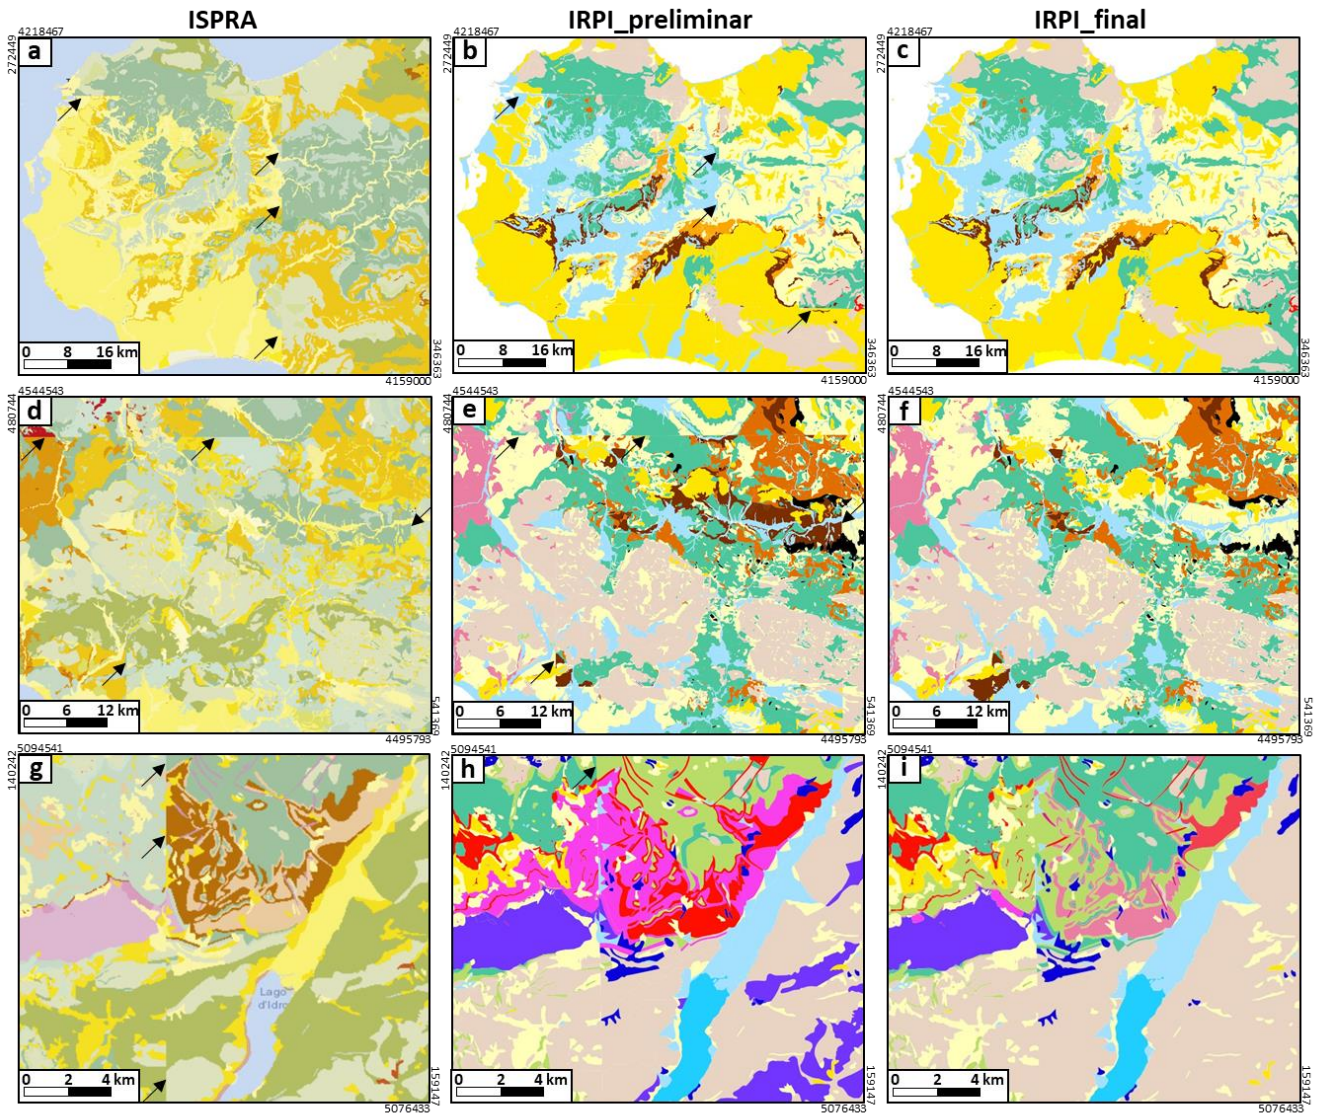 ISPRA IRPI_preliminar IRPI_final
4218467 4218467 4218467
272449 272449 272449
a b c
0 8 16 km 0 8 16 km 0 8 16 km
346363 346363 346363
4159000 4159000 4159000
4544543 4544543 4544543
480744 480744 480744
d e f
0 6 12 km 0 6 12 km 0 6 12 km
541369 541369 541369
4495793 4495793 4495793
5094541 5094541 5094541
140242 140242 140242
g h i
Lago
d'Idro
0 2 4 km 0 2 4 km 0 2 4 km
159147 159147 159147
5076433 5076433 5076433